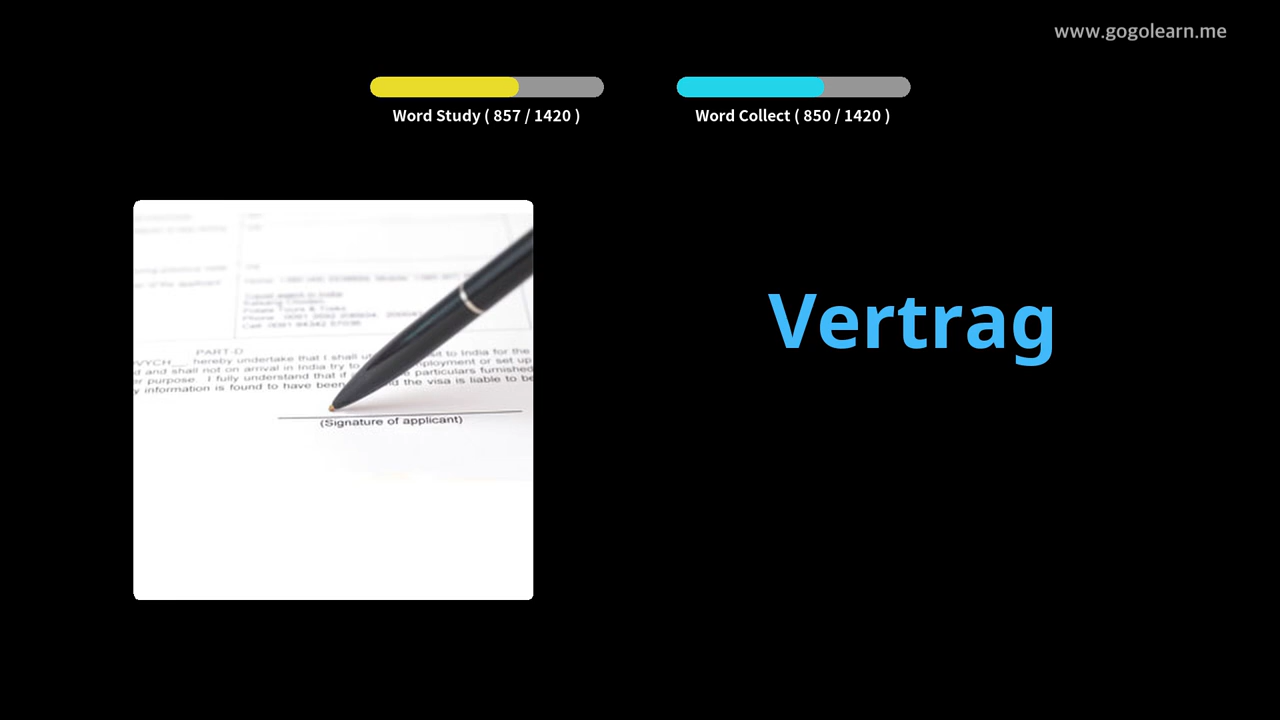 www.gogolearn.me
Word Study ( 857 / 1420 )
Word Collect ( 850 / 1420 )
Vertrag
PART-D
hereby undertake that I shall to India for the
d and shall not on arrival in India try to employment or set up
purpose. I fully understand that if particulars furnished
information is found to have been the visa is liable to be
(Signature of applicant)